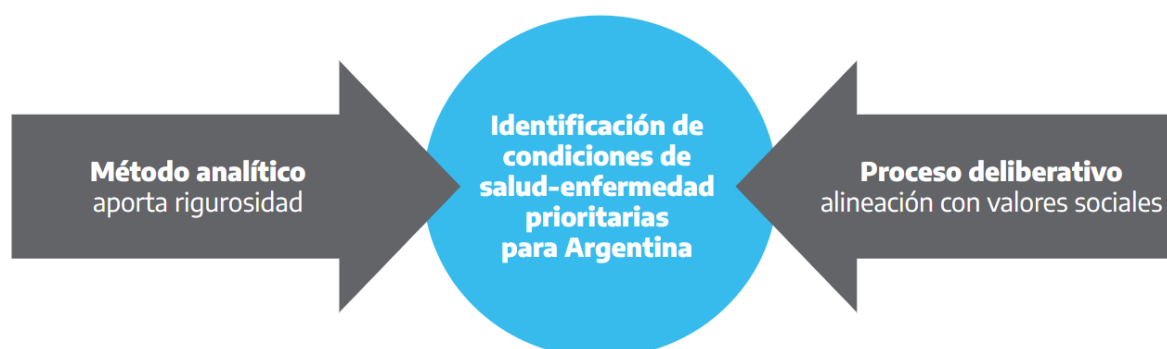 Método analítico
aporta rigurosidad
Identificación de
condiciones de
salud-enfermedad
prioritarias
para Argentina
Proceso deliberativo
alineación con valores sociales